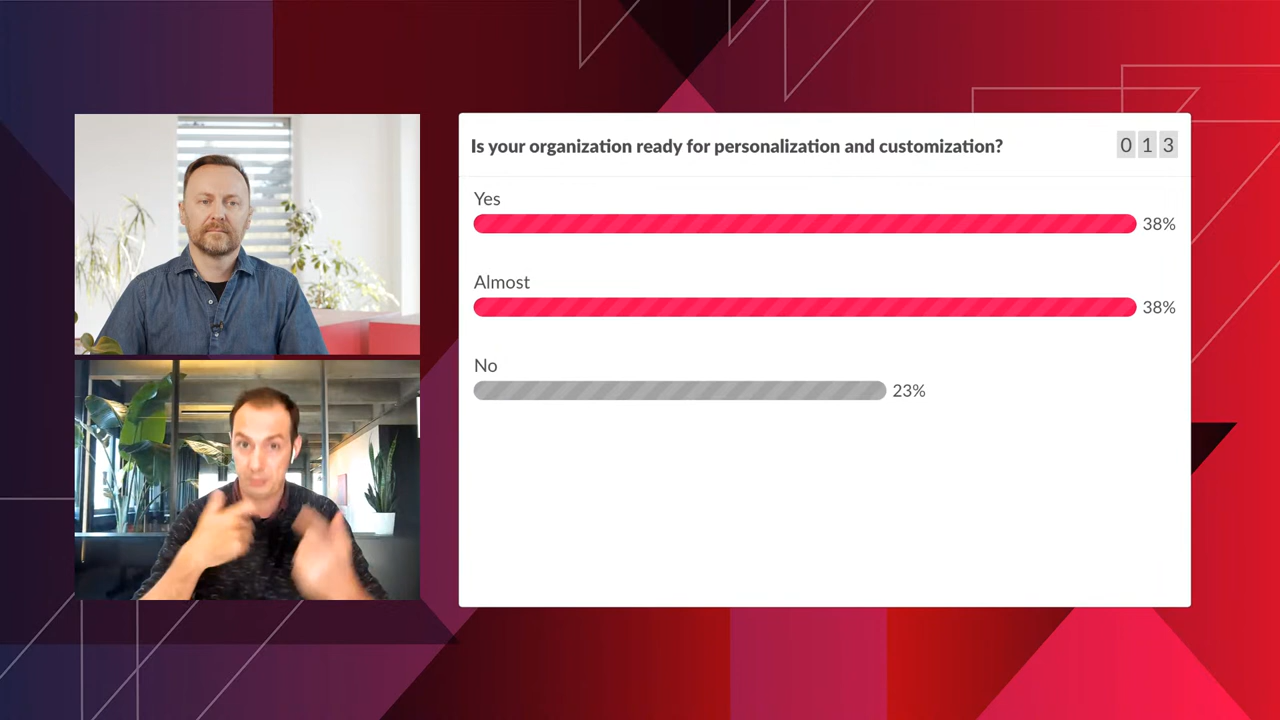 Is your organization ready for personalization and customization?
0 1 3
Yes
38%
Almost
38%
No
23%